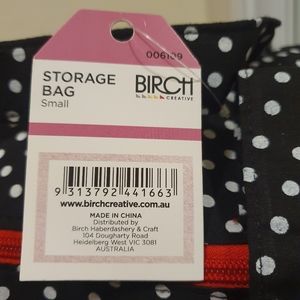 006199
STORAGE
BAG
Small
BIRCH
CREATIVE
9 313792 441663
www.birchcreative.com.au
MADE IN CHINA
Distributed by
Birch Haberdashery & Craft
104 Dougharty Road
Heidelberg West VIC 3081
AUSTRALIA